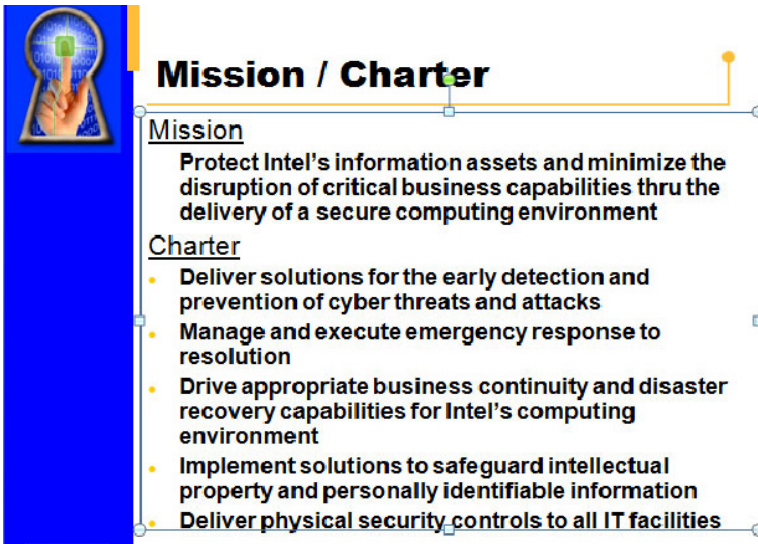 Mission / Charter
Mission
Protect Intel's information assets and minimize the
disruption of critical business capabilities thru the
delivery of a secure computing environment
Charter
• Deliver solutions for the early detection and
prevention of cyber threats and attacks
• Manage and execute emergency response to
resolution
• Drive appropriate business continuity and disaster
recovery capabilities for Intel's computing
environment
• Implement solutions to safeguard intellectual
property and personally identifiable information
• Deliver physical security controls to all IT facilities